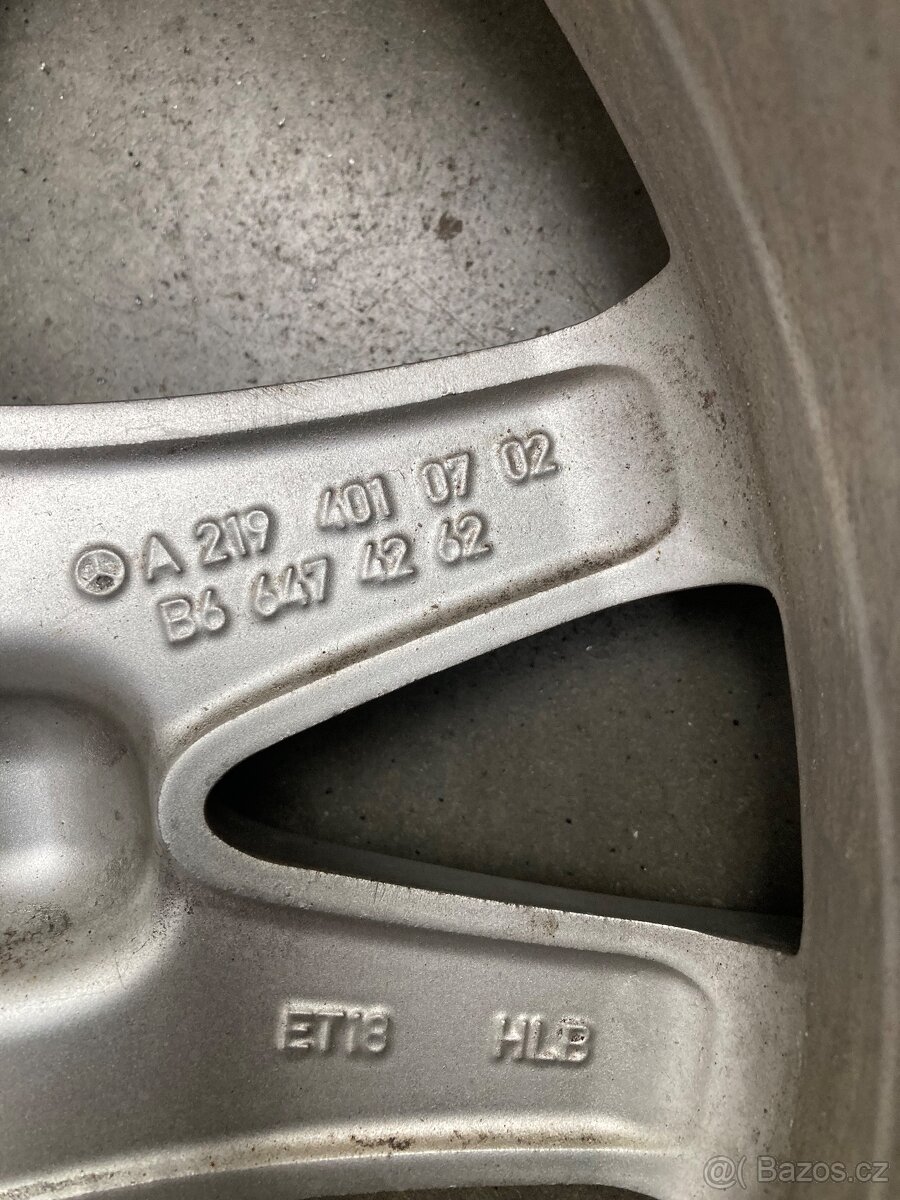 A 219 401 07 02
B6 647 42 62
ET18 HLB
@( Bazos.cz